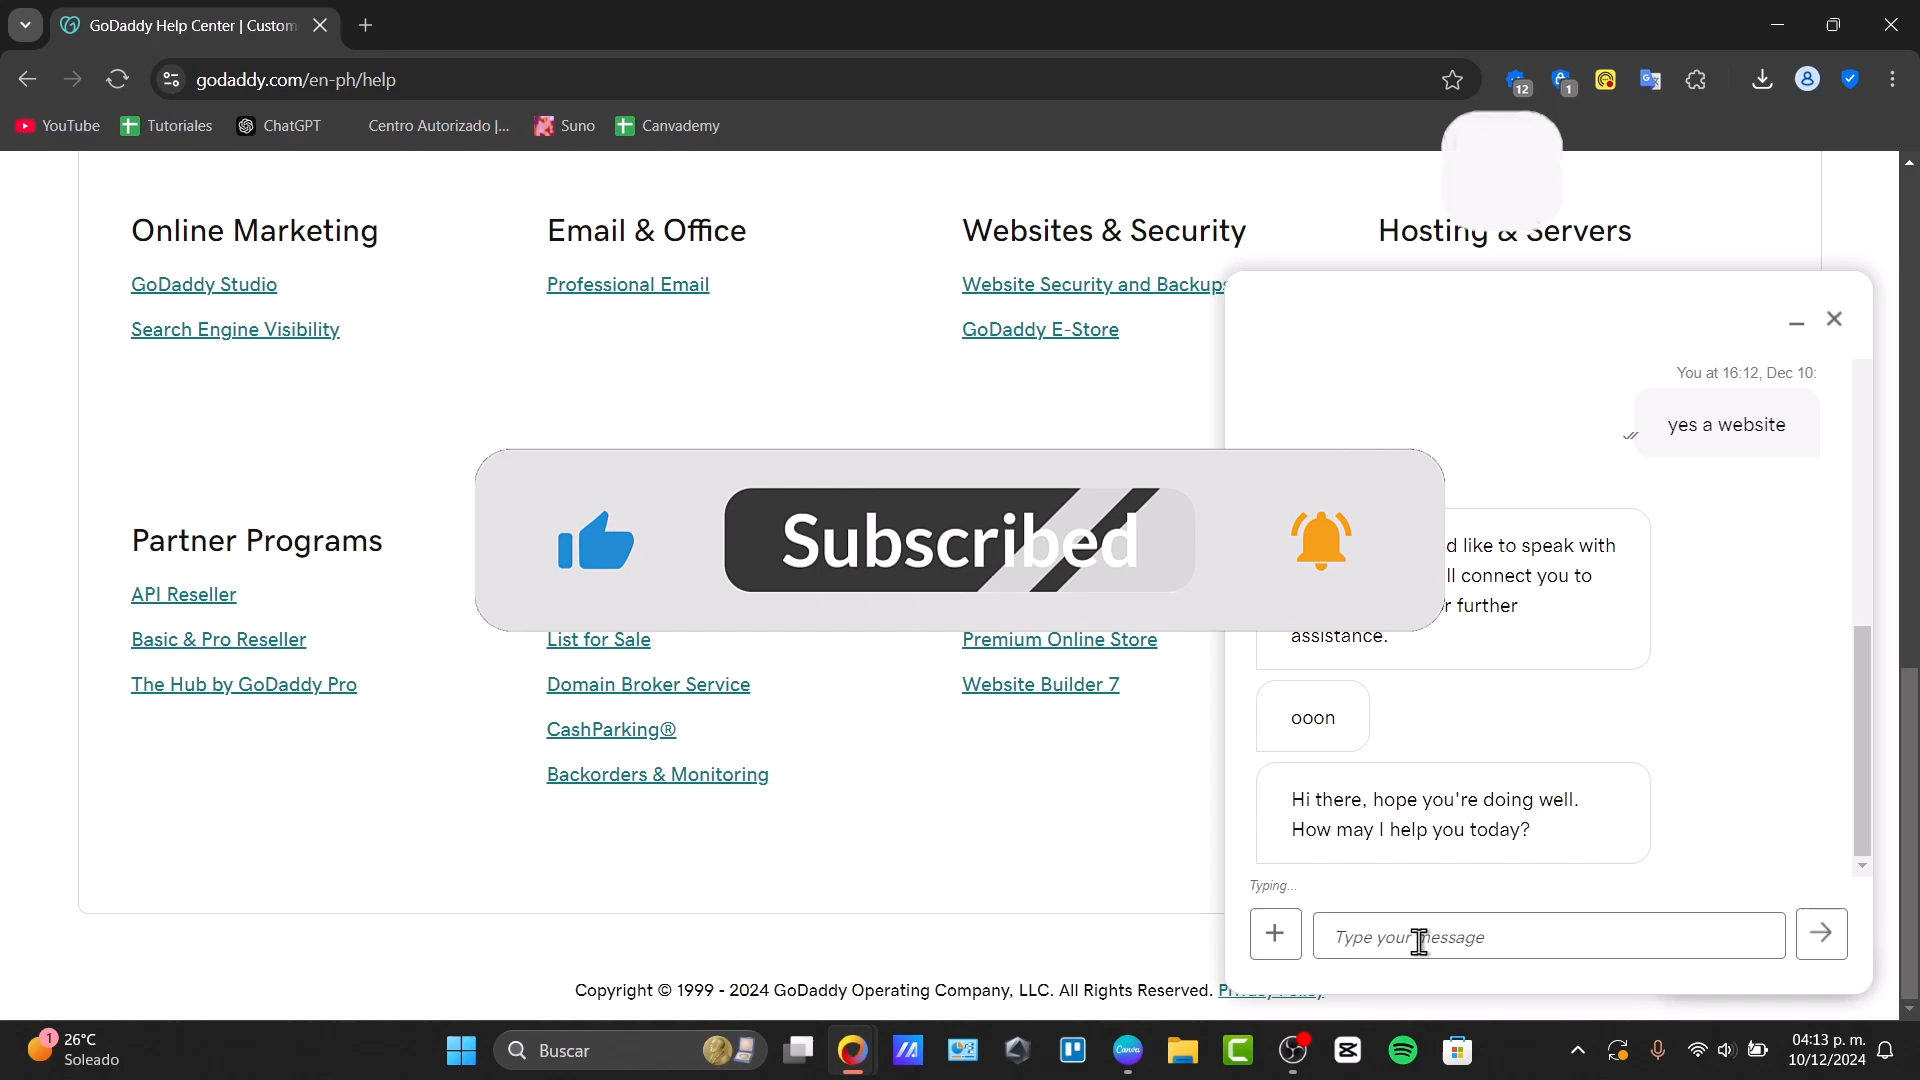 GoDaddy Help Center | Custom
godaddy.com/en-ph/help
12
1
YouTube
Tutoriales
ChatGPT
Centro Autorizado |...
Suno
Canvademy
Online Marketing
GoDaddy Studio
Search Engine Visibility
Email & Office
Professional Email
Websites & Security
Website Security and Backups
GoDaddy E-Store
Hosting & Servers
Partner Programs
API Reseller
Basic & Pro Reseller
The Hub by GoDaddy Pro
List for Sale
Domain Broker Service
CashParking®
Backorders & Monitoring
Premium Online Store
Website Builder 7
Subscribed
You at 16:12, Dec 10:
yes a website
d like to speak with
ll connect you to
r further
assistance.
ooon
Hi there, hope you're doing well.
How may I help you today?
Typing...
Type your message
Copyright © 1999 - 2024 GoDaddy Operating Company, LLC. All Rights Reserved. Privacy Policy
1
26°C
Soleado
Buscar
Canva
04:13 p. m.
10/12/2024